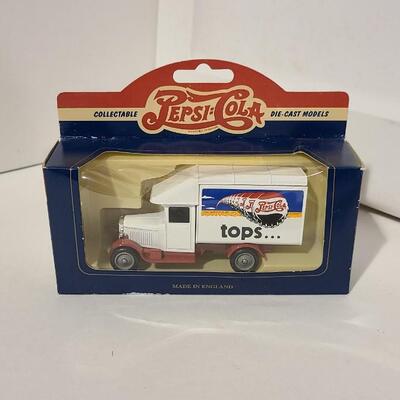 COLLECTABLE
PEPSI-COLA
DIE-CAST MODELS
Pepsi-Cola
tops...
MADE IN ENGLAND